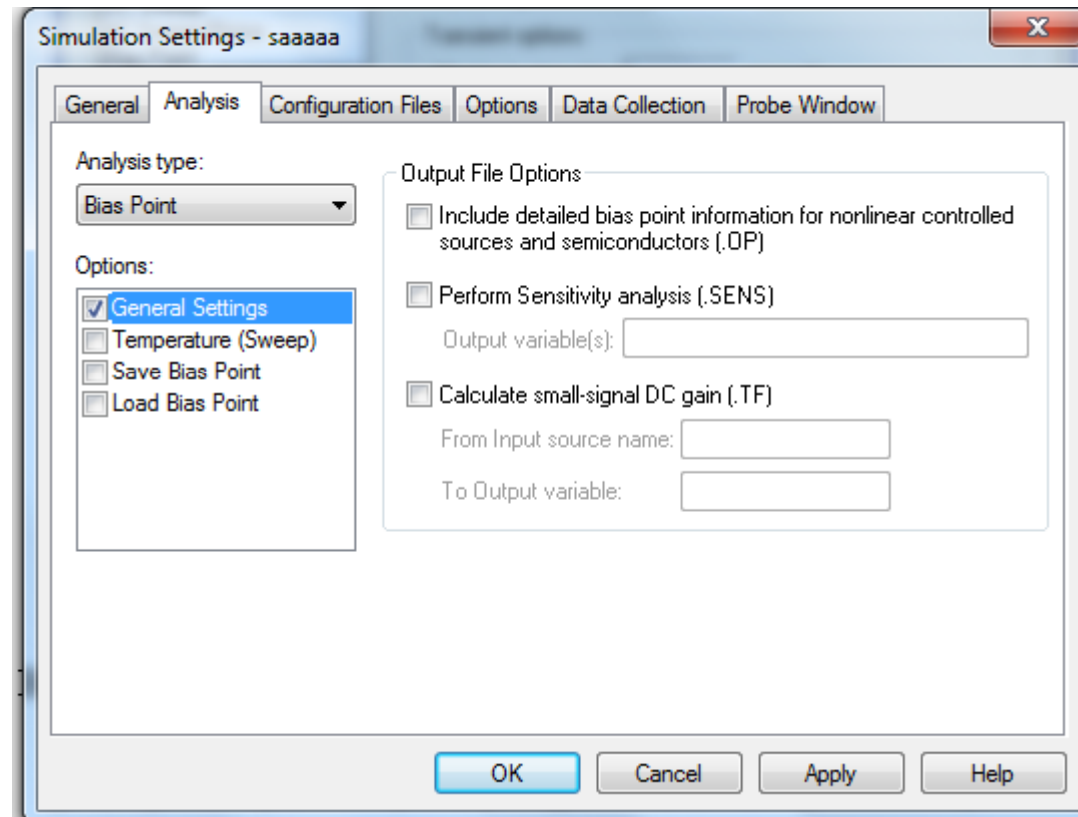 Simulation Settings - saaaaa
General
Analysis
Configuration Files
Options
Data Collection
Probe Window
Analysis type:
Bias Point
Options:
General Settings
Temperature (Sweep)
Save Bias Point
Load Bias Point
Output File Options
Include detailed bias point information for nonlinear controlled
sources and semiconductors (.OP)
Perform Sensitivity analysis (.SENS)
Output variable(s):
Calculate small-signal DC gain (.TF)
From Input source name:
To Output variable:
OK
Cancel
Apply
Help